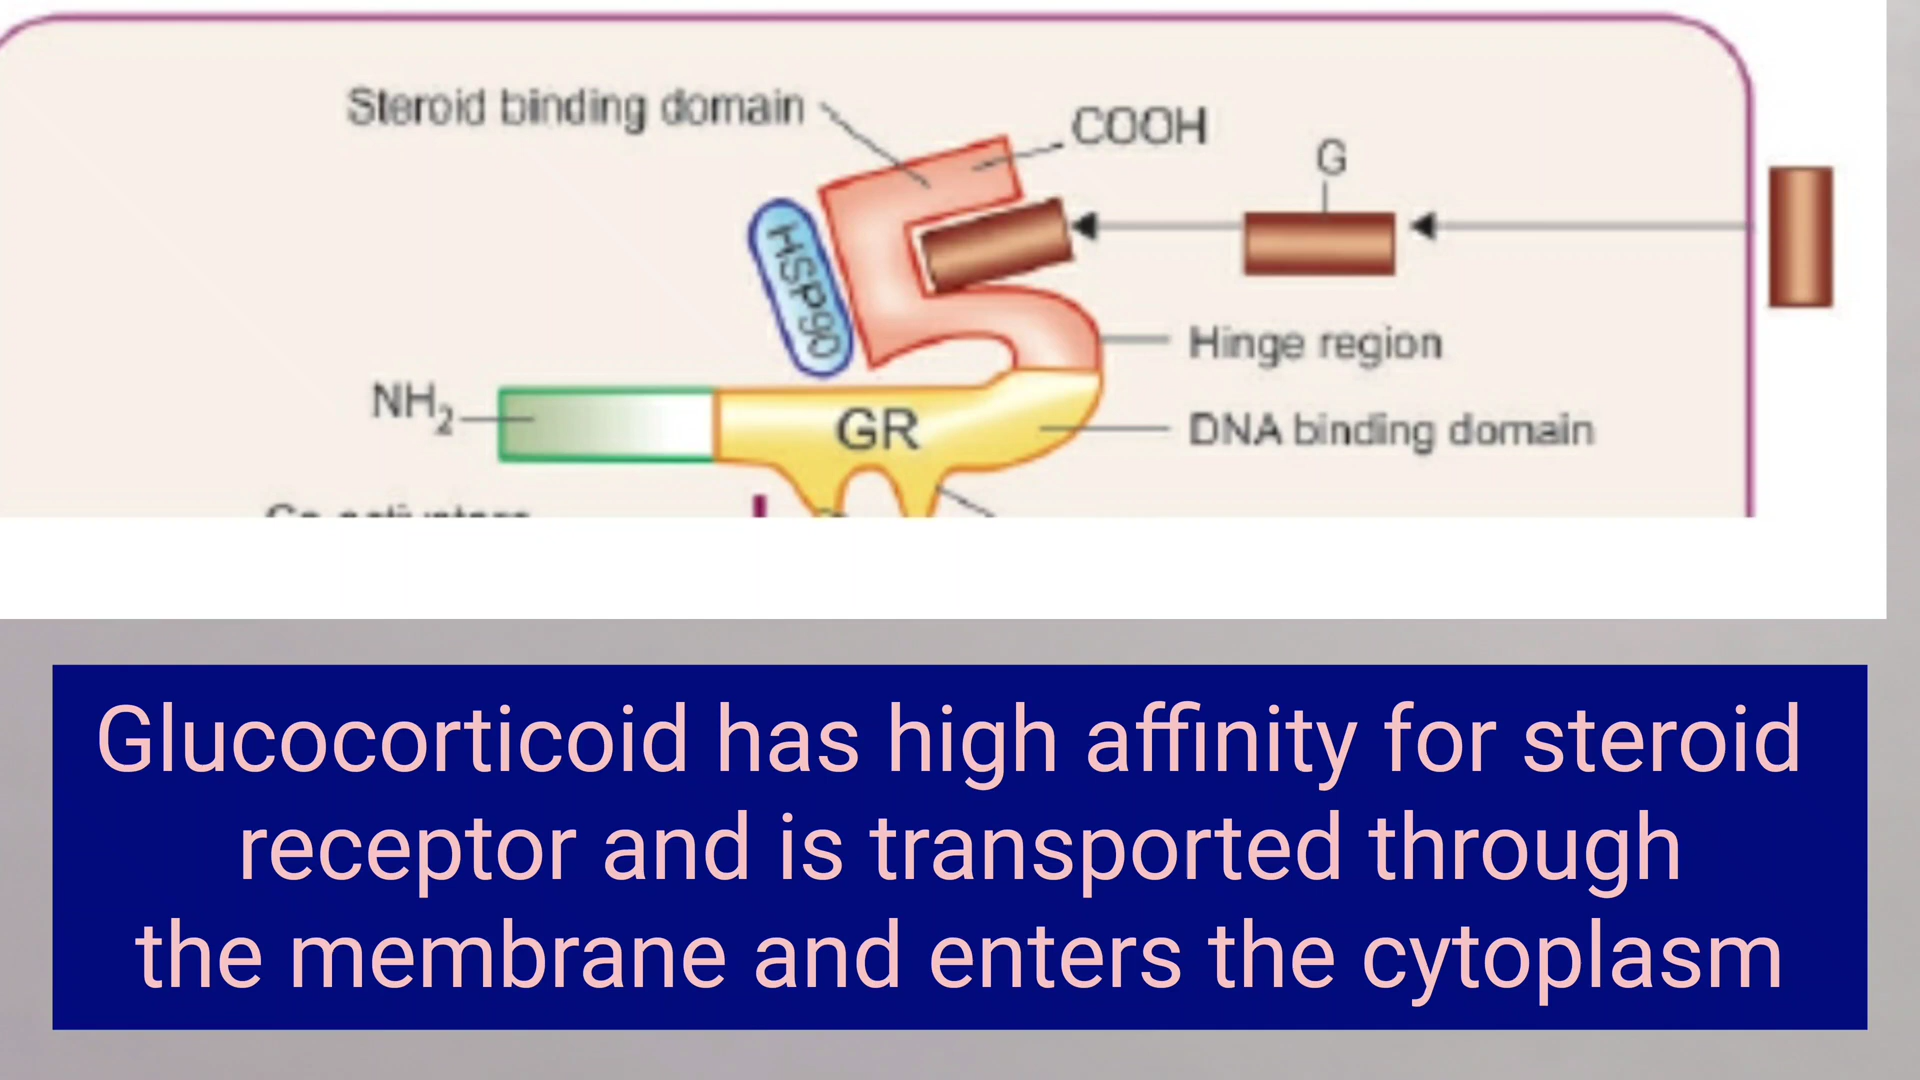 Steroid binding domain
COOH
G
HSP90
Hinge region
NH2
GR
DNA binding domain
Glucocorticoid has high affinity for steroid
receptor and is transported through
the membrane and enters the cytoplasm